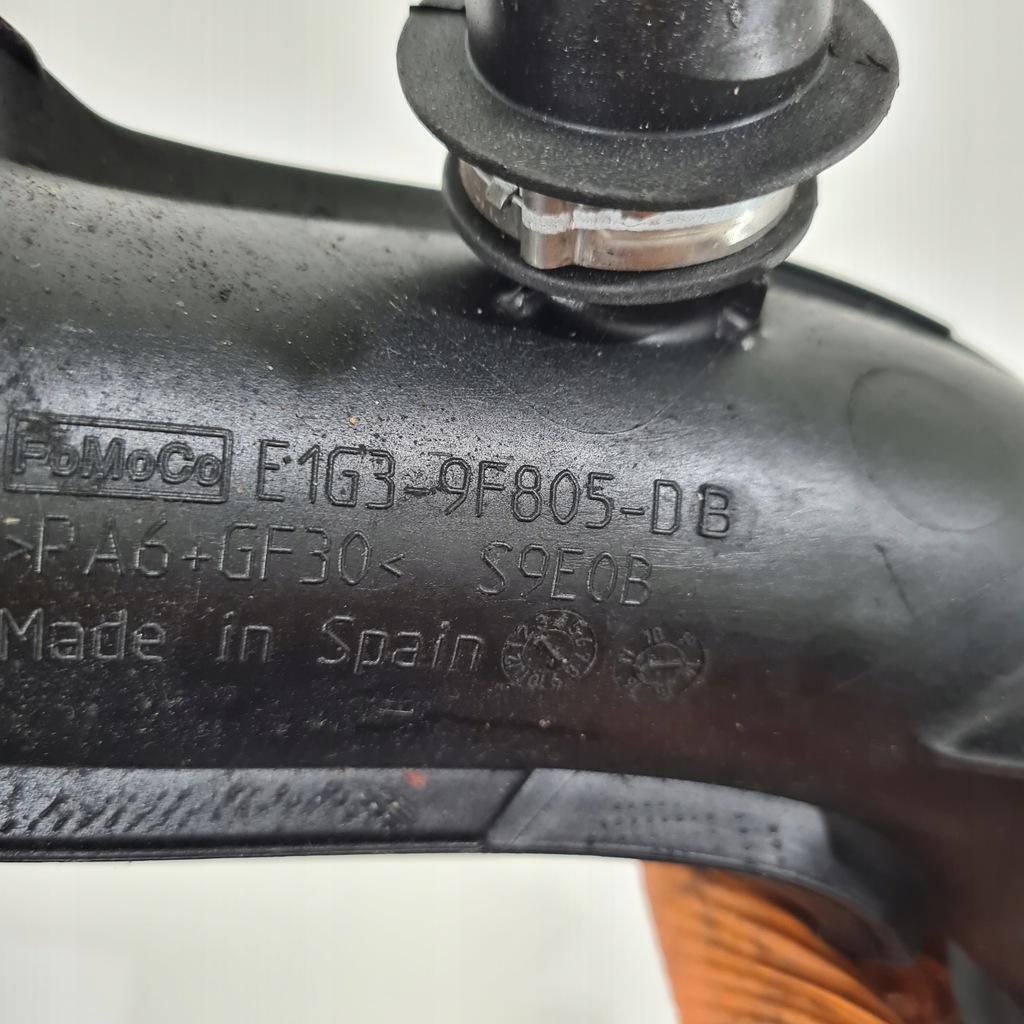 FoMoCo E1G3-9F805-DB
>PA6+GF30< S9E0B
Made in Spain